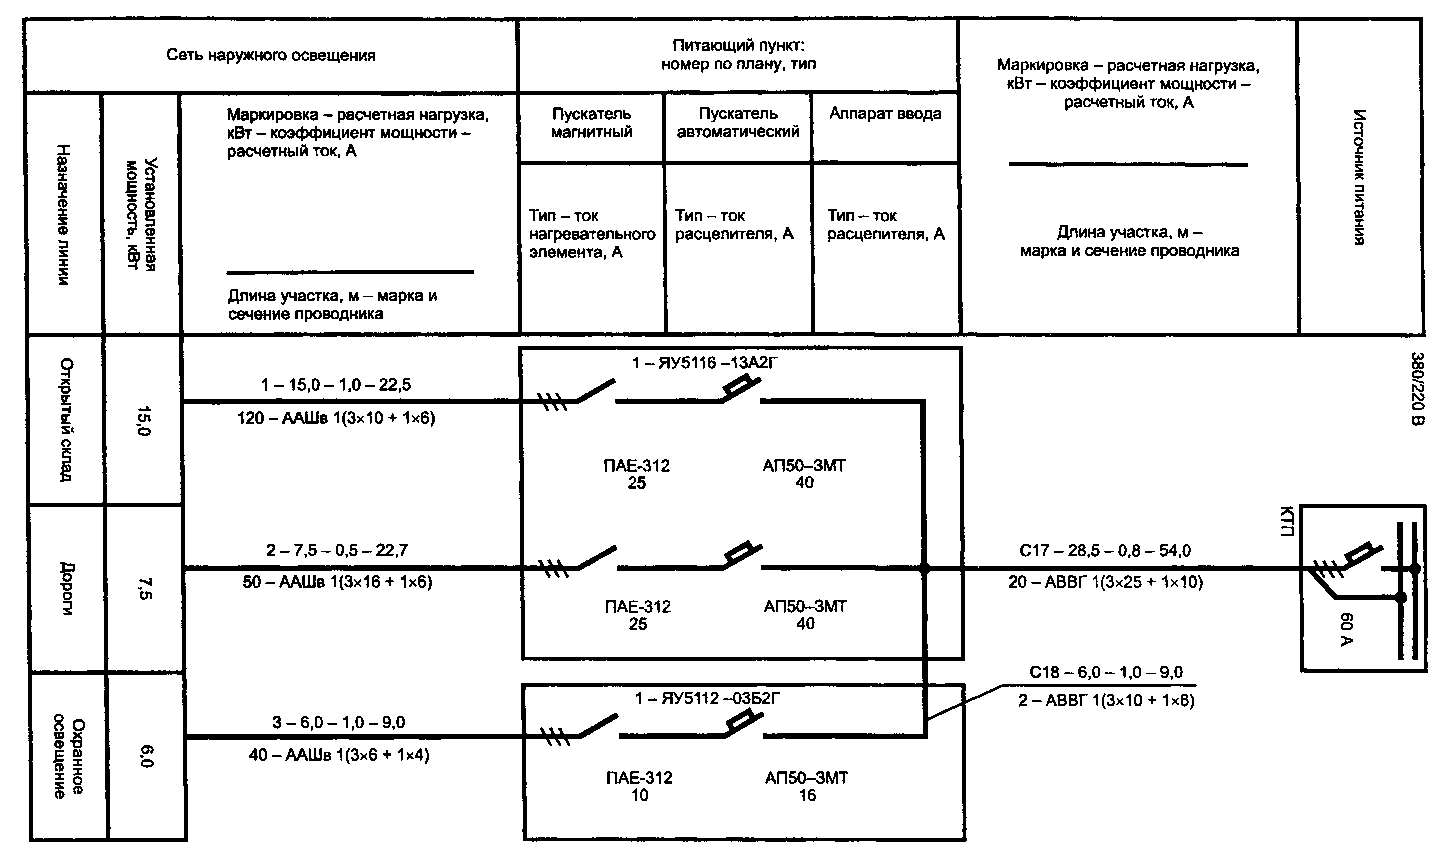 Сеть наружного освещения
Питающий пункт:
номер по плану, тип
Маркировка – расчетная нагрузка,
кВт – коэффициент мощности –
расчетный ток, А
Длина участка, м –
марка и сечение проводника
Источник питания
Назначение линии
Установленная
мощность, кВт
Маркировка – расчетная нагрузка,
кВт – коэффициент мощности –
расчетный ток, А
Длина участка, м – марка и
сечение проводника
Пускатель
магнитный
Пускатель
автоматический
Аппарат ввода
Тип – ток
нагревательного
элемента, А
Тип – ток
расцепителя, А
Тип – ток
расцепителя, А
Открытый склад
15,0
1 – 15,0 – 1,0 – 22,5
120 – ААШв 1(3×10 + 1×6)
1 – ЯУ5116 –13А2Г
ПАЕ-312
25
АП50–3МТ
40
380/220 В
Дороги
7,5
2 – 7,5 – 0,5 – 22,7
50 – ААШв 1(3×16 + 1×6)
ПАЕ-312
25
АП50–3МТ
40
С17 – 28,5 – 0,8 – 54,0
20 – АВВГ 1(3×25 + 1×10)
КТП
60 А
Охранное
освещение
6,0
3 – 6,0 – 1,0 – 9,0
40 – ААШв 1(3×6 + 1×4)
1 – ЯУ5112 –03Б2Г
ПАЕ-312
10
АП50–3МТ
16
С18 – 6,0 – 1,0 – 9,0
2 – АВВГ 1(3×10 + 1×6)